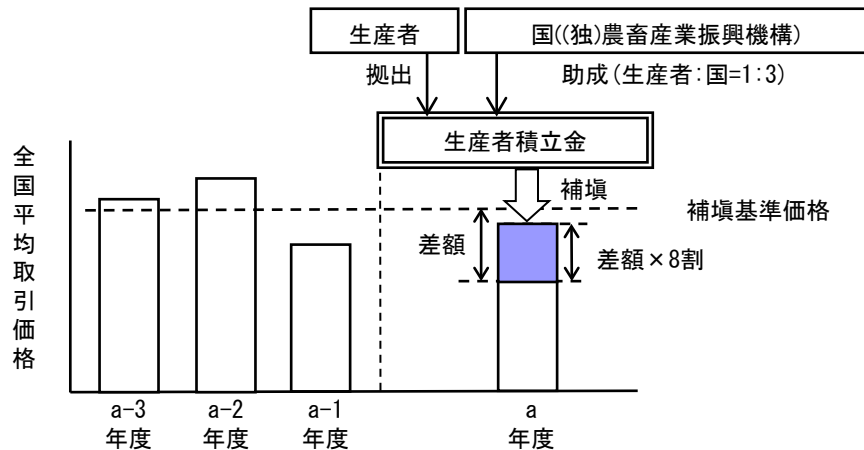 生産者
国((独)農畜産業振興機構)
拠出
助成(生産者:国=1:3)
生産者積立金
補塡
全国平均取引価格
補塡基準価格
差額
差額×8割
a-3
年度
a-2
年度
a-1
年度
a
年度